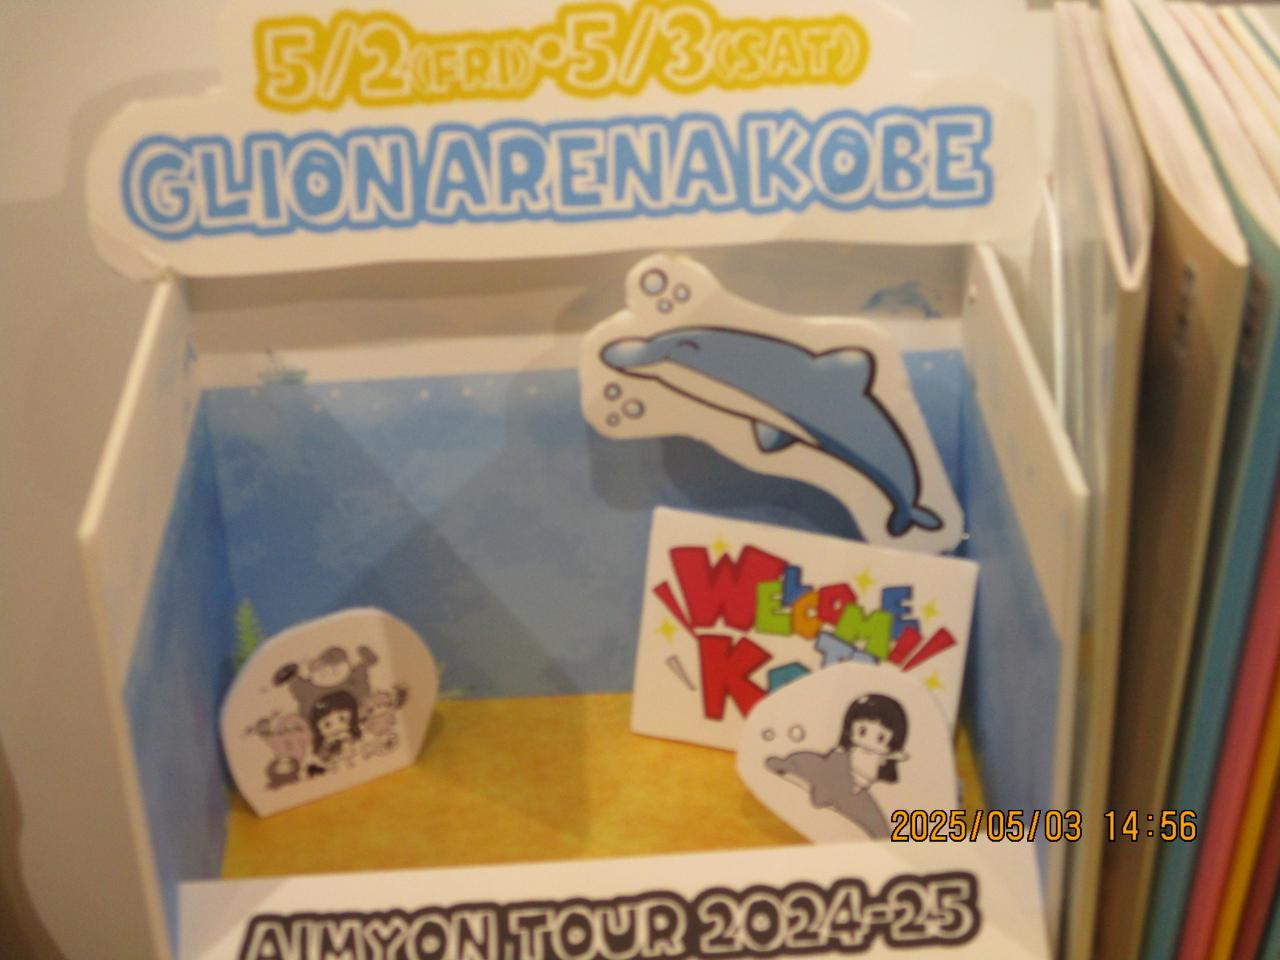 5/2(FRI)・5/3(SAT)
GLION ARENA KOBE
WELCOME
TO
2025/05/03 14:56
AIMYON TOUR 2024-25